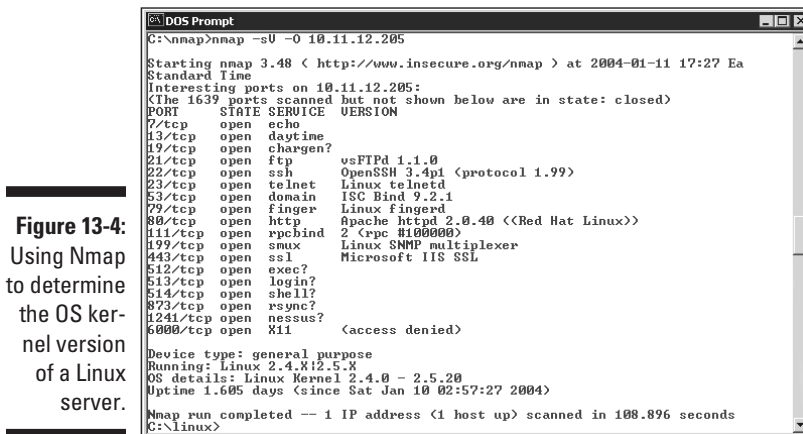 DOS Prompt
C:\nmap>nmap -sV -O 10.11.12.205
Starting nmap 3.48 ( http://www.insecure.org/nmap ) at 2004-01-11 17:27 Ea
Standard Time
Interesting ports on 10.11.12.205:
(The 1639 ports scanned but not shown below are in state: closed)
PORT STATE SERVICE VERSION
7/tcp open echo
13/tcp open daytime
19/tcp open chargen?
21/tcp open ftp vsFTPd 1.1.0
22/tcp open ssh OpenSSH 3.4p1 (protocol 1.99)
23/tcp open telnet Linux telnetd
53/tcp open domain ISC Bind 9.2.1
79/tcp open finger Linux fingerd
80/tcp open http Apache httpd 2.0.40 ((Red Hat Linux))
111/tcp open rpcbind 2 (rpc #100000)
199/tcp open smux Linux SNMP multiplexer
443/tcp open ssl Microsoft IIS SSL
512/tcp open exec?
513/tcp open login?
514/tcp open shell?
873/tcp open rsync?
1241/tcp open nessus?
6000/tcp open X11 (access denied)
Device type: general purpose
Running: Linux 2.4.X|2.5.X
OS details: Linux Kernel 2.4.0 - 2.5.20
Uptime 1.605 days (since Sat Jan 10 02:57:27 2004)
Nmap run completed -- 1 IP address (1 host up) scanned in 108.896 seconds
C:\linux>
Figure 13-4:
Using Nmap
to determine
the OS ker-
nel version
of a Linux
server.